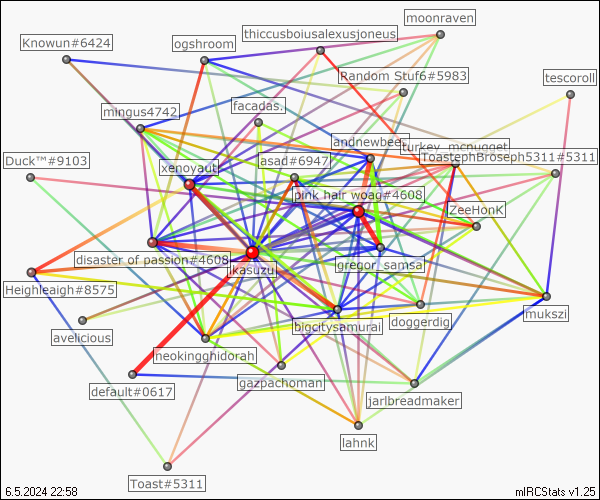 moonraven
thiccusboiusalexusjoneus
Knowun#6424
ogshroom
Random Stuf6#5983
tescoroll
facadas.
mingus4742
andnewbee
turkey_mcnugget
Duck™#9103
asad#6947
ToastephBroseph5311#5311
xenoyaut
pink hair woag#4608
ZeeHonK
disaster of passion#4608
jkasuzu
gregor_samsa
Heighleaigh#8575
mukszi
doggerdig
biocitysamurai
avelicious
neokingghidorah
gazpachoman
default#0617
jarlbreadmaker
lahnk
Toast#5311
6.5.2024 22:58
mIRCStats v1.25